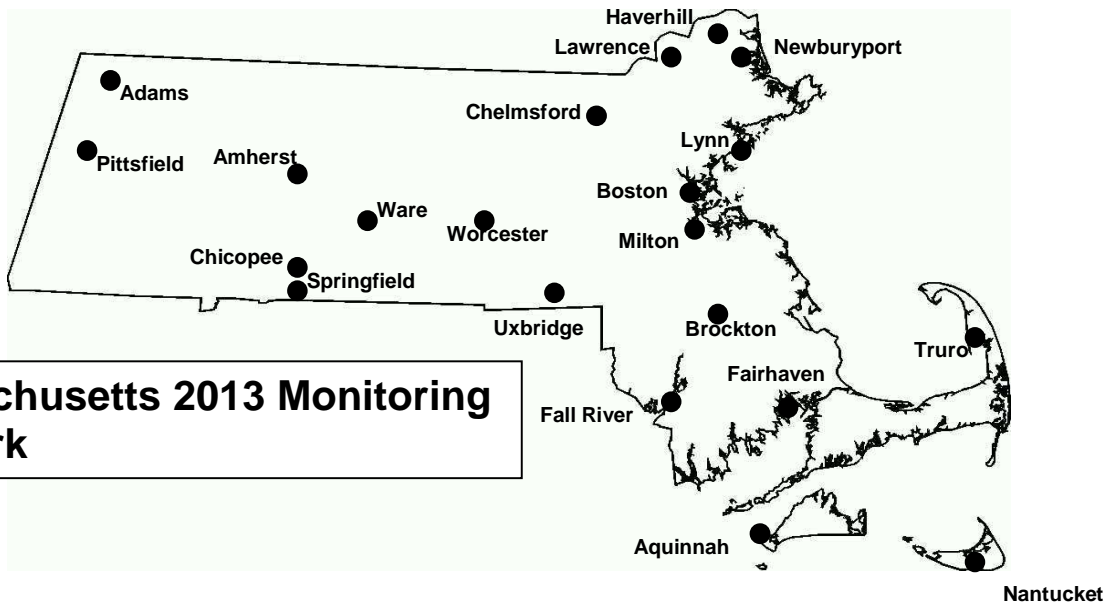 Haverhill
Lawrence
Newburyport
Adams
Chelmsford
Lynn
Pittsfield
Amherst
Boston
Ware
Worcester
Milton
Chicopee
Springfield
Uxbridge
Brockton
Truro
Fairhaven
chusetts 2013 Monitoring
rk
Fall River
Aquinnah
Nantucket